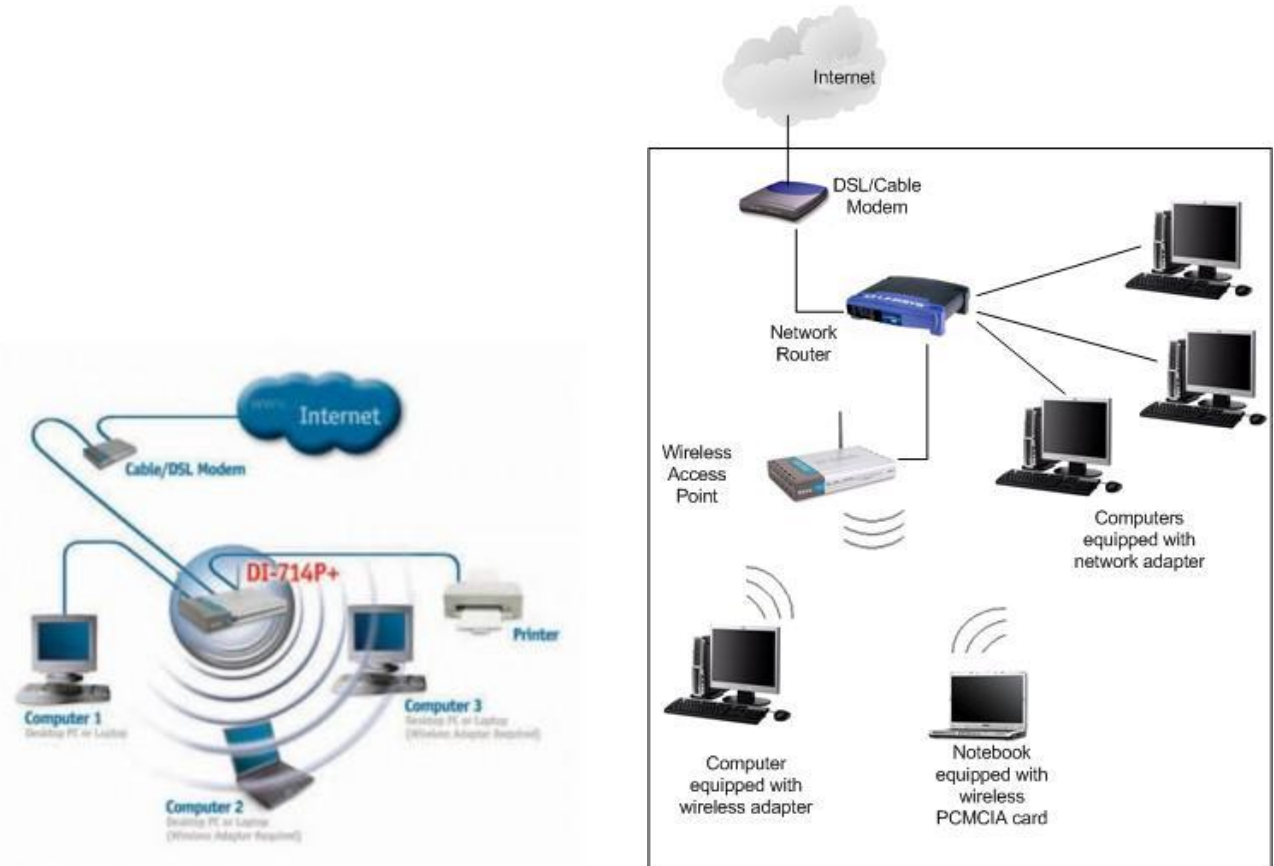 Internet
Cable/DSL Modem
DI-714P+
Printer
Computer 1
Desktop PC or Laptop
Computer 3
Desktop PC or Laptop
(Wireless Adapter Required)
Computer 2
Desktop PC or Laptop
(Wireless Adapter Required)
Internet
DSL/Cable
Modem
LINKSYS
Network
Router
Wireless
Access
Point
Computers
equipped with
network adapter
Computer
equipped with
wireless adapter
Notebook
equipped with
wireless
PCMCIA card